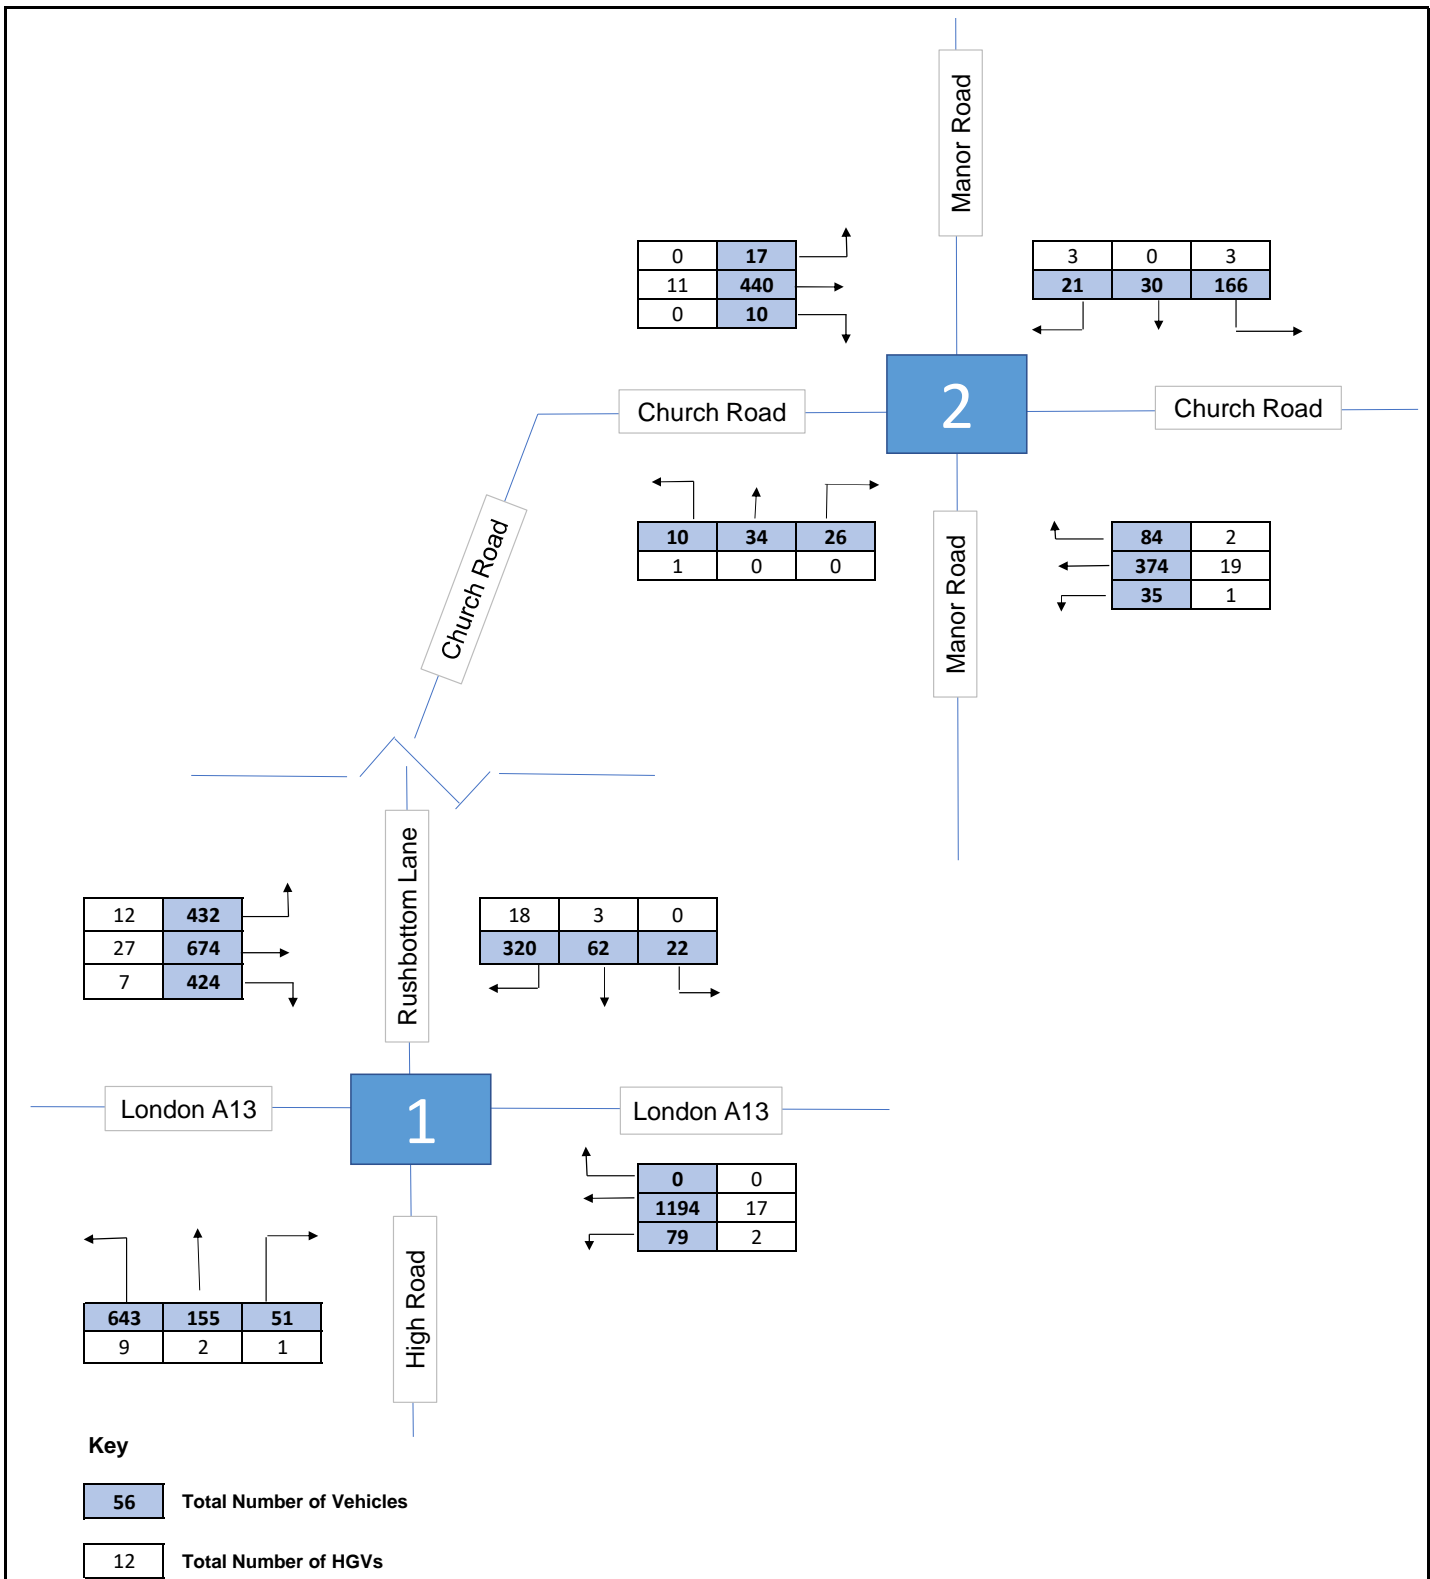 Manor Road
0 17
11 440
0 10
3 0 3
21 30 166
2
Church Road
Church Road
Church Road
10 34 26
1 0 0
Manor Road
84 2
374 19
35 1
Rushbottom Lane
12 432
27 674
7 424
18 3 0
320 62 22
London A13
1
London A13
0 0
1194 17
79 2
High Road
643 155 51
9 2 1
Key
56 Total Number of Vehicles
12 Total Number of HGVs